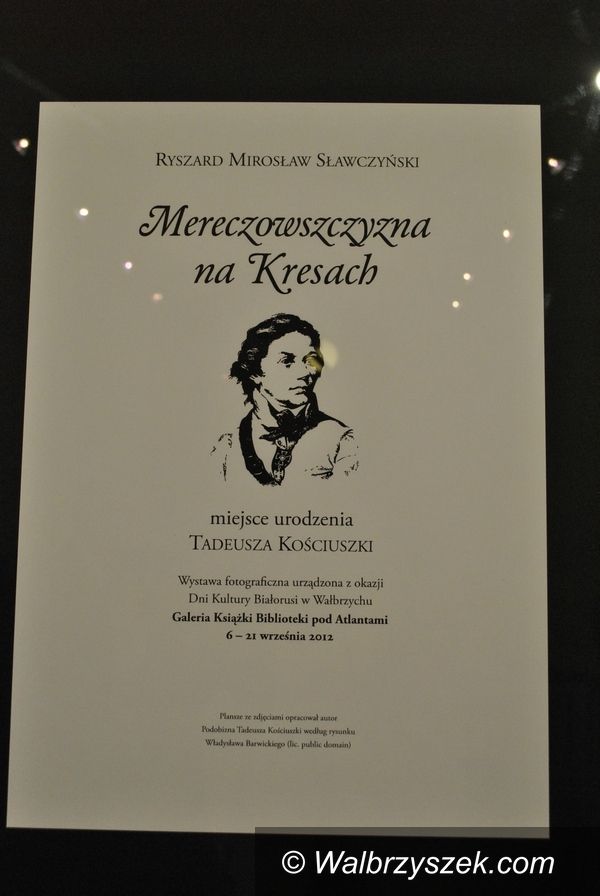 Ryszard Mirosław Sławczyński
Mereczowszczyzna
na Kresach
miejsce urodzenia
Tadeusza Kościuszki
Wystawa fotograficzna urządzona z okazji
Dni Kultury Białorusi w Wałbrzychu
Galeria Książki Biblioteki pod Atlantami
6 – 21 września 2012
Plansze ze zdjęciami opracował autor
Podobizna Tadeusza Kościuszki według rysunku
Władysława Barwickiego (lic. public domain)
© Walbrzyszek.com